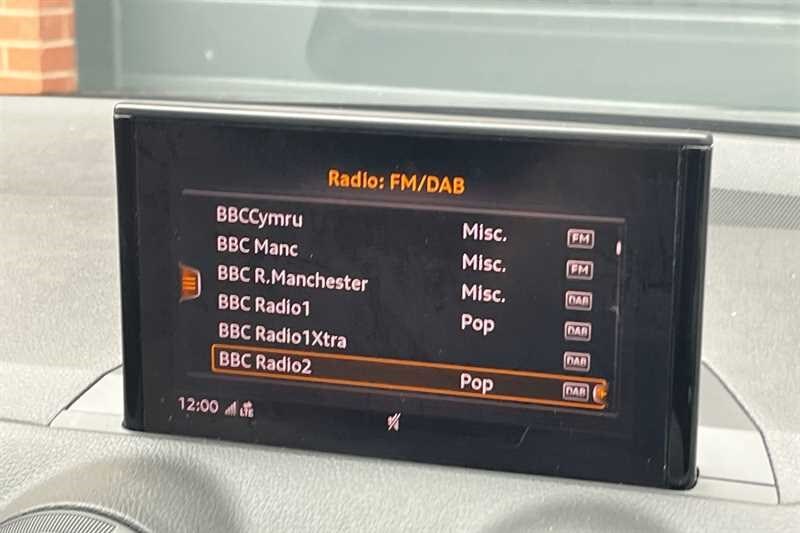 Radio: FM/DAB
BBCCymru Misc. FM
BBC Manc Misc. FM
BBC R.Manchester Misc. DAB
BBC Radio1 Pop DAB
BBC Radio1Xtra DAB
BBC Radio2 Pop DAB
12:00 LTE